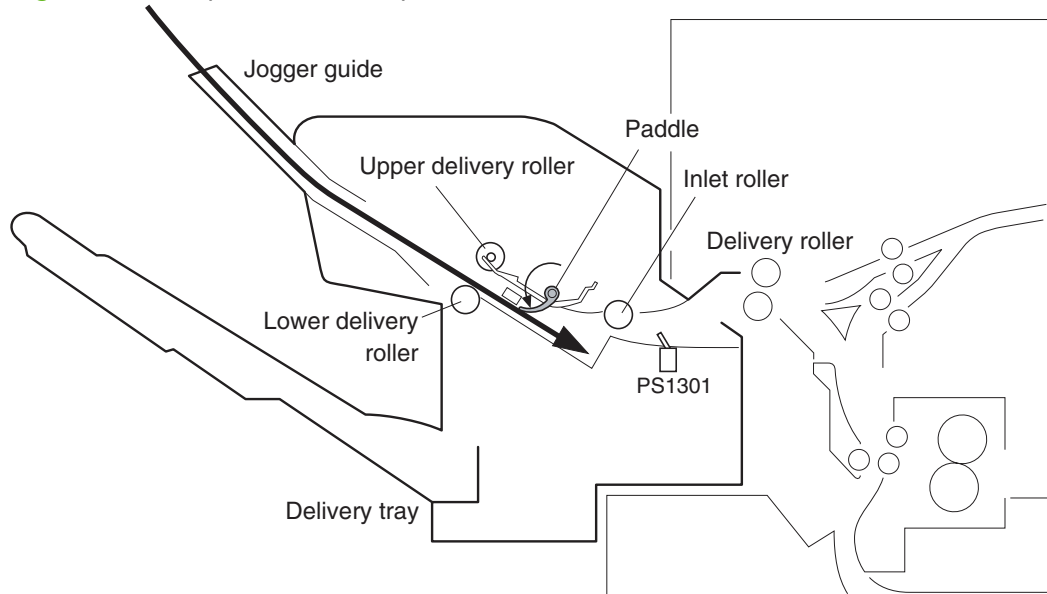 Jogger guide
Paddle
Upper delivery roller
Inlet roller
Delivery roller
Lower delivery
roller
PS1301
Delivery tray